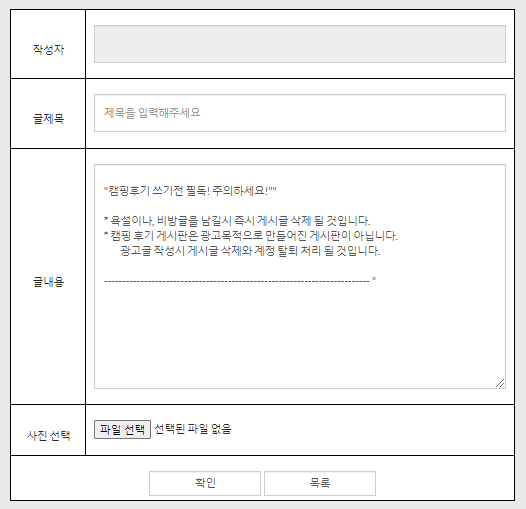 작성자
글제목
제목을 입력해주세요
글내용
"캠핑후기 쓰기전 필독! 주의하세요!""
* 욕설이나, 비방글을 남길시 즉시 게시글 삭제 될 것입니다.
* 캠핑 후기 게시판은 광고목적으로 만들어진 게시판이 아닙니다.
광고글 작성시 게시글 삭제와 계정 탈퇴 처리 될 것입니다.
-------------------------------------------------------------------------- "
사진 선택
파일 선택 선택된 파일 없음
확인 목록